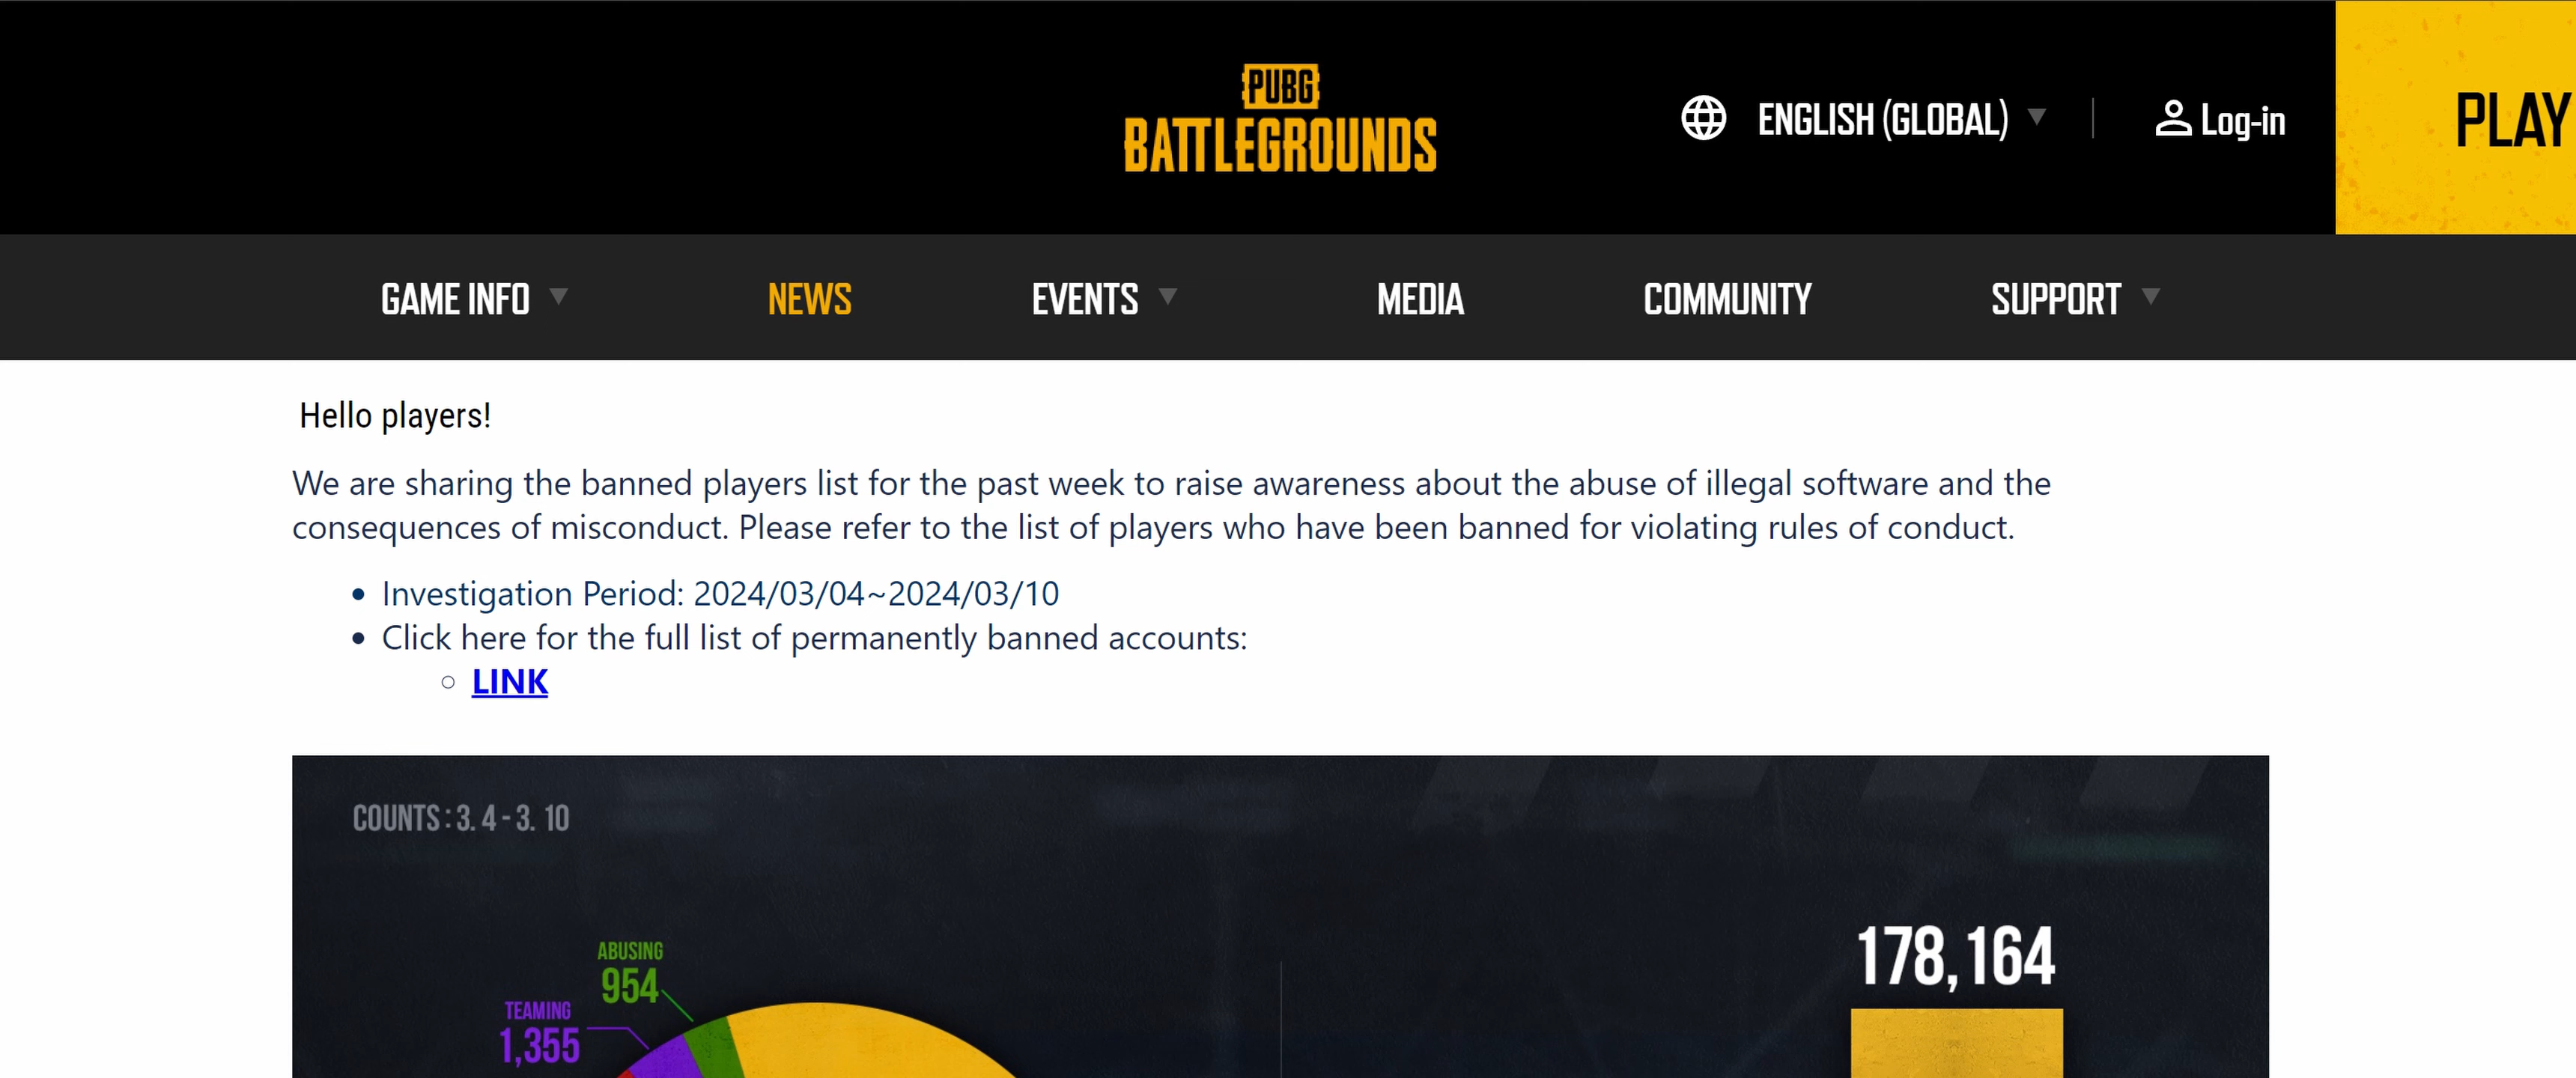 PUBG
BATTLEGROUNDS
ENGLISH (GLOBAL)
Log-in
PLAY
GAME INFO
NEWS
EVENTS
MEDIA
COMMUNITY
SUPPORT
Hello players!
We are sharing the banned players list for the past week to raise awareness about the abuse of illegal software and the
consequences of misconduct. Please refer to the list of players who have been banned for violating rules of conduct.
Investigation Period: 2024/03/04~2024/03/10
Click here for the full list of permanently banned accounts:
LINK
COUNTS : 3. 4 - 3. 10
ABUSING
954
TEAMING
1,355
178,164